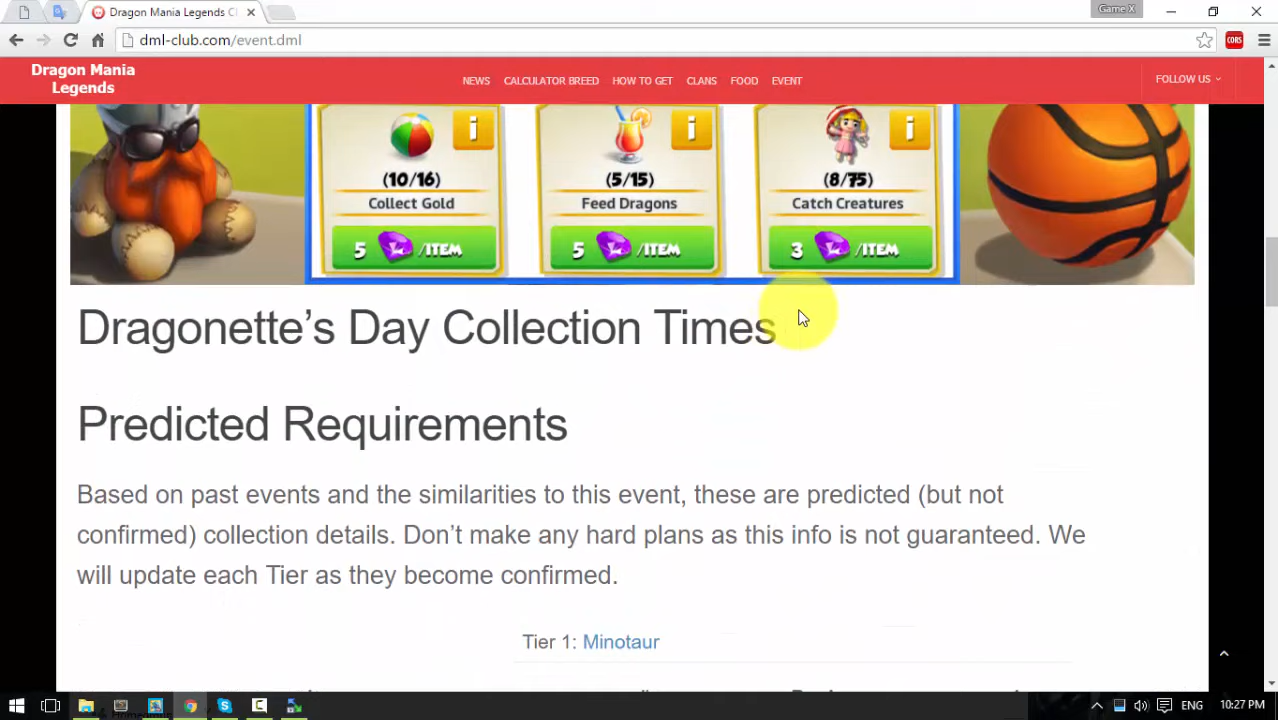 Dragon Mania Legends C
Game X
dml-club.com/event.dml
CORS
Dragon Mania
Legends
NEWS CALCULATOR BREED HOW TO GET CLANS FOOD EVENT
FOLLOW US
(10/16) (5/15) (8/75)
Collect Gold Feed Dragons Catch Creatures
5 /ITEM 5 /ITEM 3 /ITEM
Dragonette’s Day Collection Times
Predicted Requirements
Based on past events and the similarities to this event, these are predicted (but not
confirmed) collection details. Don’t make any hard plans as this info is not guaranteed. We
will update each Tier as they become confirmed.
Tier 1: Minotaur
ENG 10:27 PM